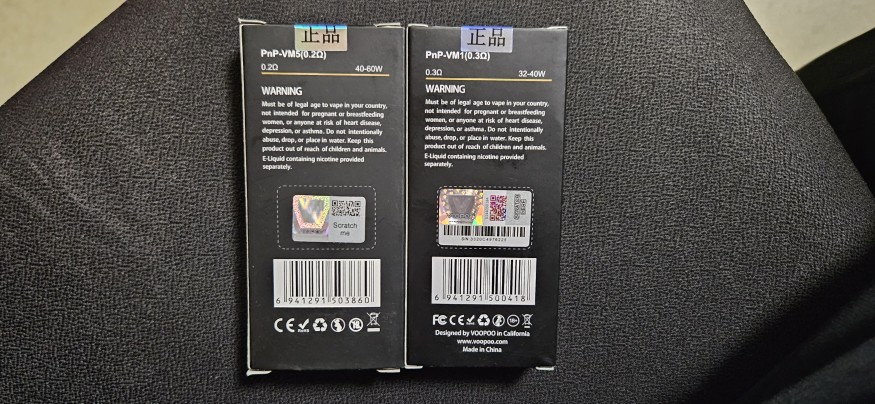 正品
PnP-VM5(0.2Ω)
0.2Ω 40-60W
WARNING
Must be of legal age to vape in your country,
not intended for pregnant or breastfeeding
women, or anyone at risk of heart disease,
depression, or asthma. Do not intentionally
abuse, drop, or place in water. Keep this
product out of reach of children and animals.
E-Liquid containing nicotine provided
separately.
Scratch
me
6 941291 503860
CE RoHS 18
正品
PnP-VM1(0.3Ω)
0.3Ω 32-40W
WARNING
Must be of legal age to vape in your country,
not intended for pregnant or breastfeeding
women, or anyone at risk of heart disease,
depression, or asthma. Do not intentionally
abuse, drop, or place in water. Keep this
product out of reach of children and animals.
E-Liquid containing nicotine provided
separately.
6 941291 500418
FC CE RoHS 18+
Designed by VOOPOO in California
www.voopoo.com
Made in China